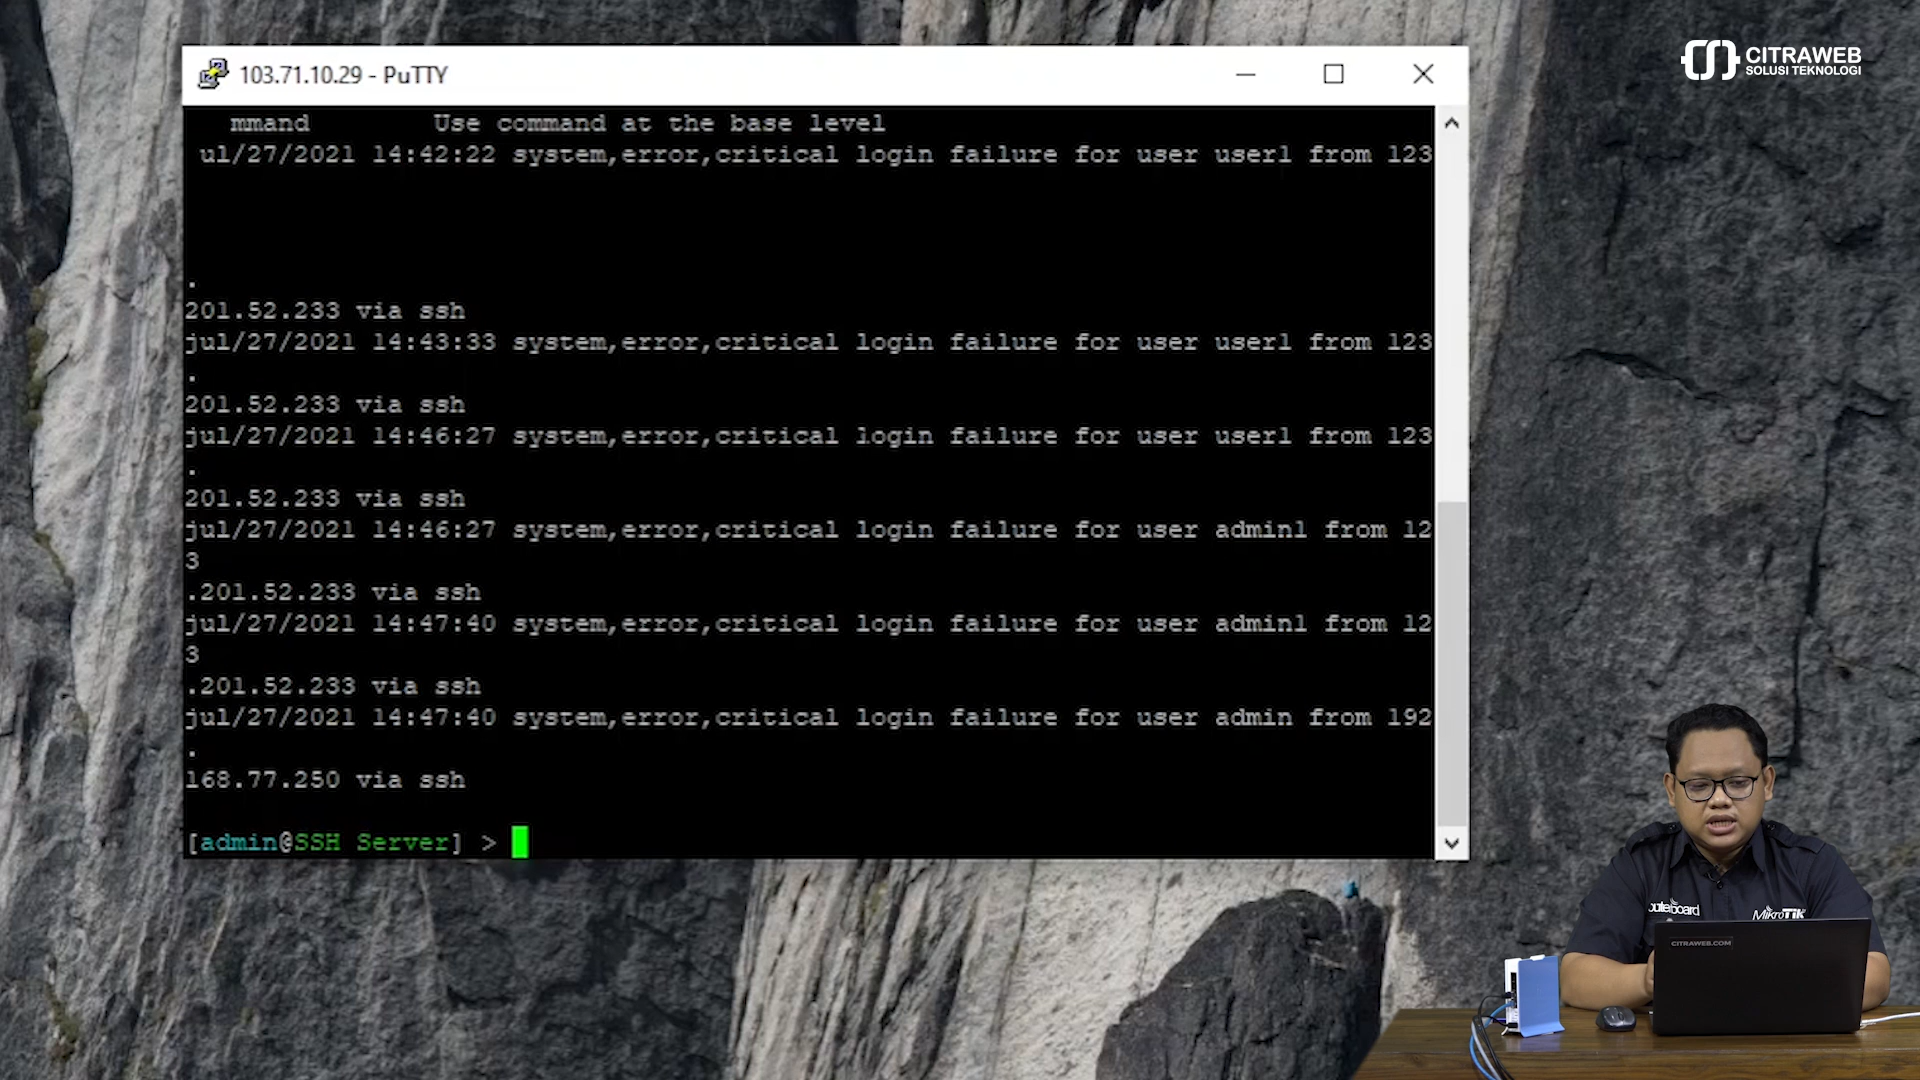 103.71.10.29 - PuTTY
CITRAWEB
SOLUSI TEKNOLOGI
mmand Use command at the base level
ul/27/2021 14:42:22 system,error,critical login failure for user user1 from 123
.
201.52.233 via ssh
jul/27/2021 14:43:33 system,error,critical login failure for user user1 from 123
.
201.52.233 via ssh
jul/27/2021 14:46:27 system,error,critical login failure for user user1 from 123
.
201.52.233 via ssh
jul/27/2021 14:46:27 system,error,critical login failure for user admin1 from 12
3
.201.52.233 via ssh
jul/27/2021 14:47:40 system,error,critical login failure for user admin1 from 12
3
.201.52.233 via ssh
jul/27/2021 14:47:40 system,error,critical login failure for user admin from 192
.
168.77.250 via ssh
[admin@SSH Server] >
outerboard
MikroTik
CITRAWEB.COM